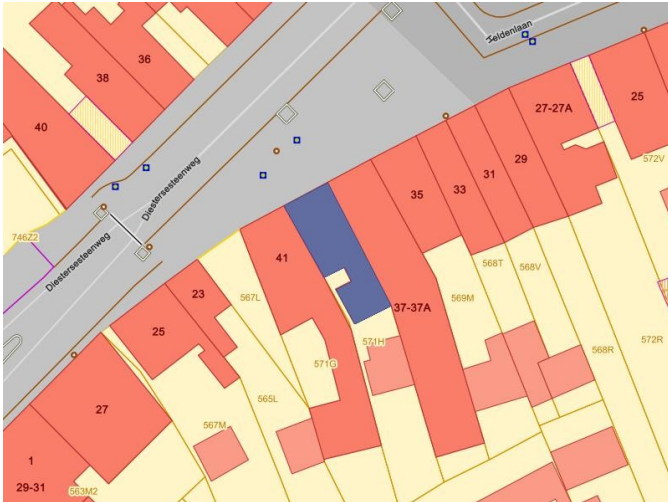 Heldenlaan
36
38
40
27-27A
25
29
31
33
35
572V
Diestersesteenweg
746Z2
Diestersesteenweg
41
568T
568V
23
567L
569M
37-37A
25
571H
572R
568R
571G
565L
27
567M
1
29-31
563M2